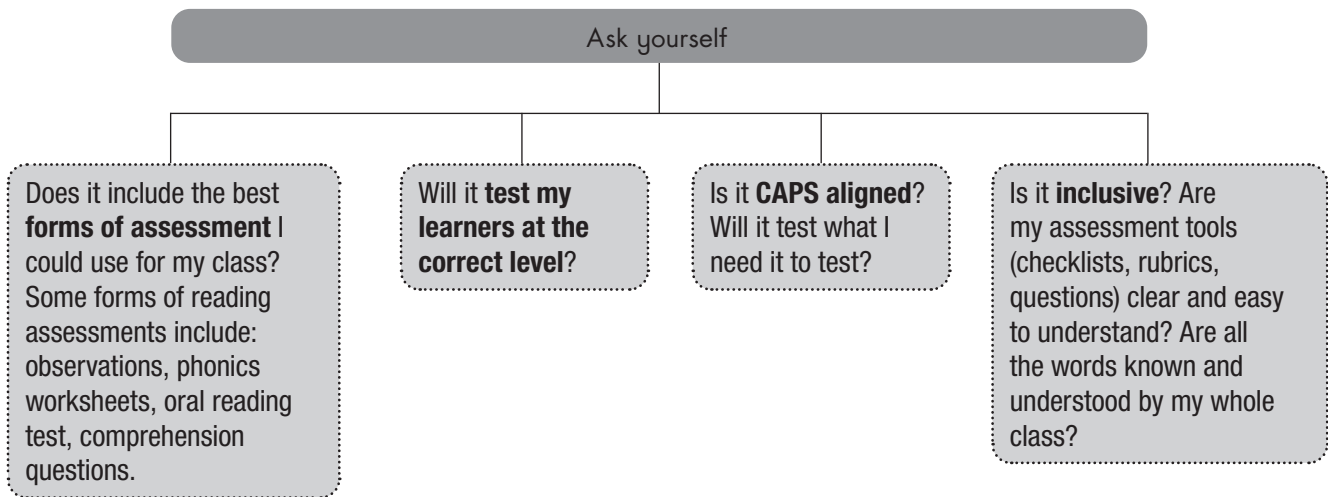 Ask yourself
Does it include the best
forms of assessment I
could use for my class?
Some forms of reading
assessments include:
observations, phonics
worksheets, oral reading
test, comprehension
questions.
Will it test my
learners at the
correct level?
Is it CAPS aligned?
Will it test what I
need it to test?
Is it inclusive? Are
my assessment tools
(checklists, rubrics,
questions) clear and easy
to understand? Are all
the words known and
understood by my whole
class?